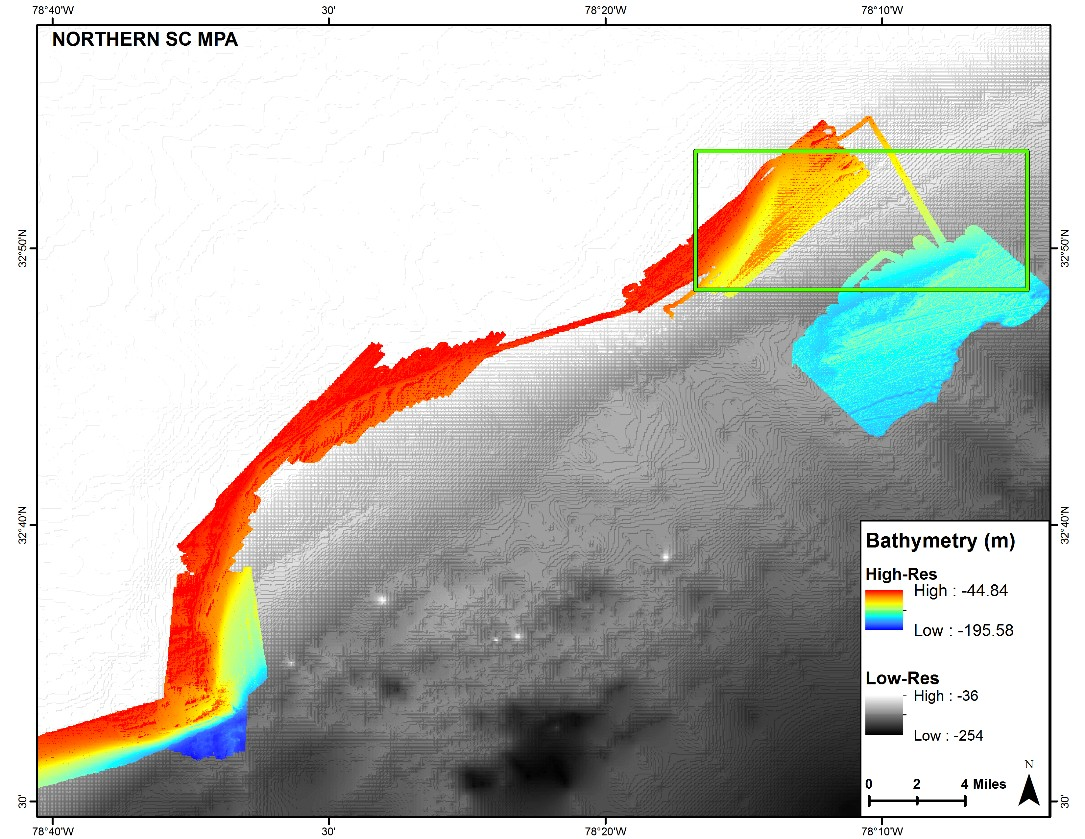 78°40'W 30' 78°20'W 78°10'W
NORTHERN SC MPA
32°50'N 32°50'N
32°40'N 32°40'N
Bathymetry (m)
High-Res
High : -44.84
Low : -195.58
Low-Res
High : -36
Low : -254
N
0 2 4 Miles
30' 30'
78°40'W 30' 78°20'W 78°10'W